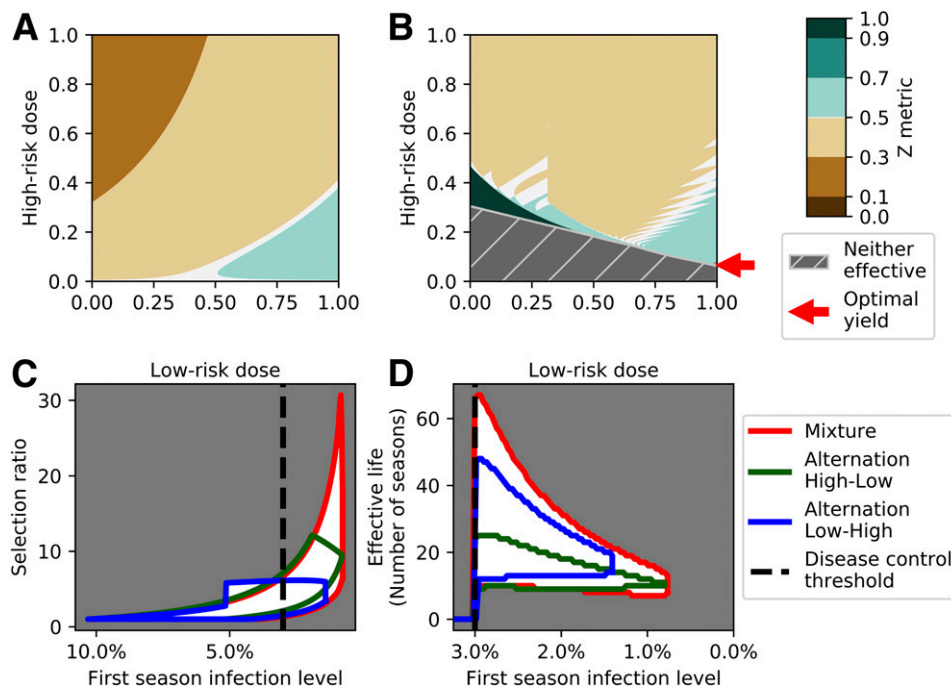 A
High-risk dose
1.0
0.8
0.6
0.4
0.2
0.0
0.00 0.25 0.50 0.75 1.00
Low-risk dose
B
High-risk dose
1.0
0.8
0.6
0.4
0.2
0.0
0.00 0.25 0.50 0.75 1.00
Low-risk dose
1.0
0.9
0.7
0.5
0.3
0.1
0.0
Z metric
Neither
effective
Optimal
yield
C
Selection ratio
30
20
10
0
10.0% 5.0%
First season infection level
D
Effective life
(Number of seasons)
60
40
20
0
3.0% 2.0% 1.0% 0.0%
First season infection level
Mixture
Alternation
High-Low
Alternation
Low-High
Disease control
threshold